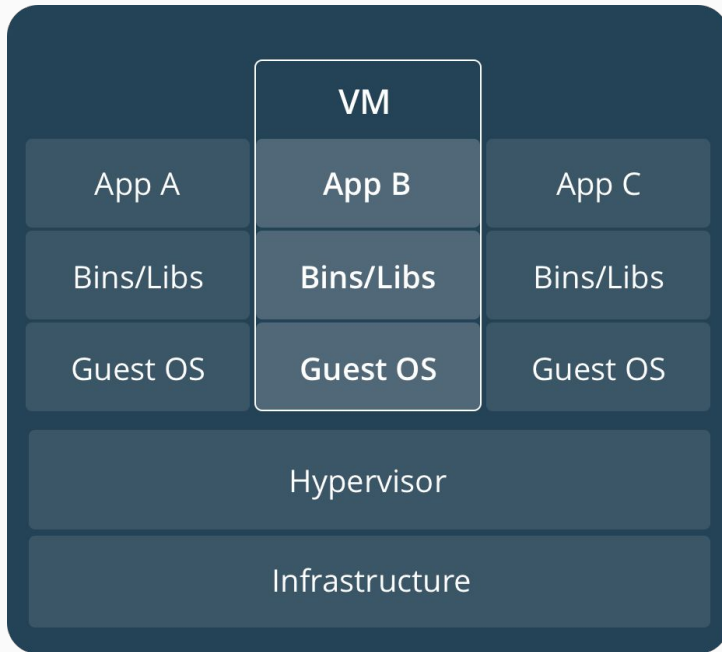 VM
App A
App B
App C
Bins/Libs
Bins/Libs
Bins/Libs
Guest OS
Guest OS
Guest OS
Hypervisor
Infrastructure